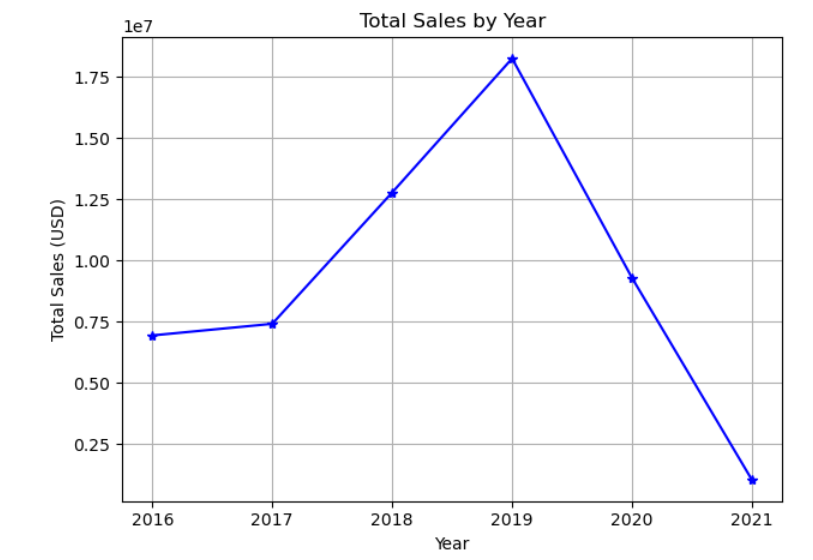 Total Sales by Year
1e7
1.75
1.50
1.25
1.00
0.75
0.50
0.25
Total Sales (USD)
2016 2017 2018 2019 2020 2021
Year